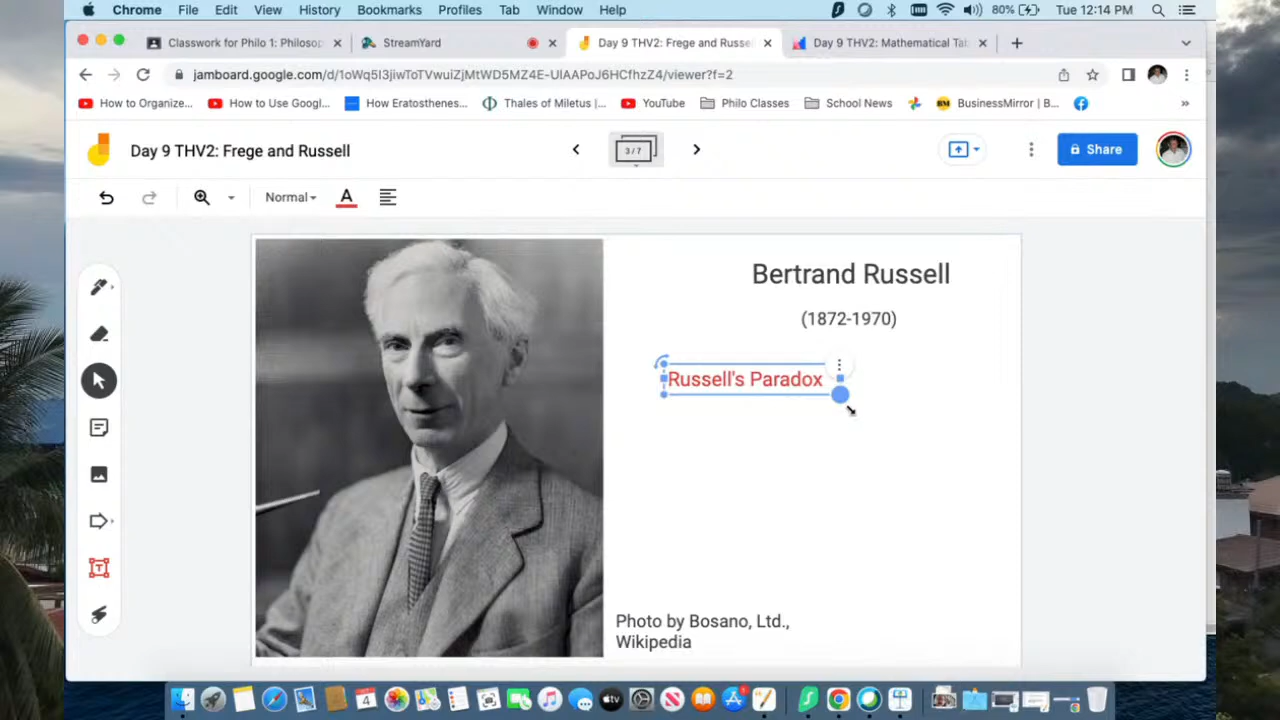 Chrome File Edit View History Bookmarks Profiles Tab Window Help 80% Tue 12:14 PM
Classwork for Philo 1: Philosop StreamYard Day 9 THV2: Frege and Russe Day 9 THV2: Mathematical Tal
jamboard.google.com/d/1oWq5I3jiwToTVwuiZjMtWD5MZ4E-UIAAPoJ6HCfhzZ4/viewer?f=2
How to Organize... How to Use Googl... How Eratosthenes... Thales of Miletus |... YouTube Philo Classes School News BusinessMirror | B...
Day 9 THV2: Frege and Russell 3 / 7 Share
Normal A
Bertrand Russell
(1872-1970)
Russell's Paradox
Photo by Bosano, Ltd.,
Wikipedia